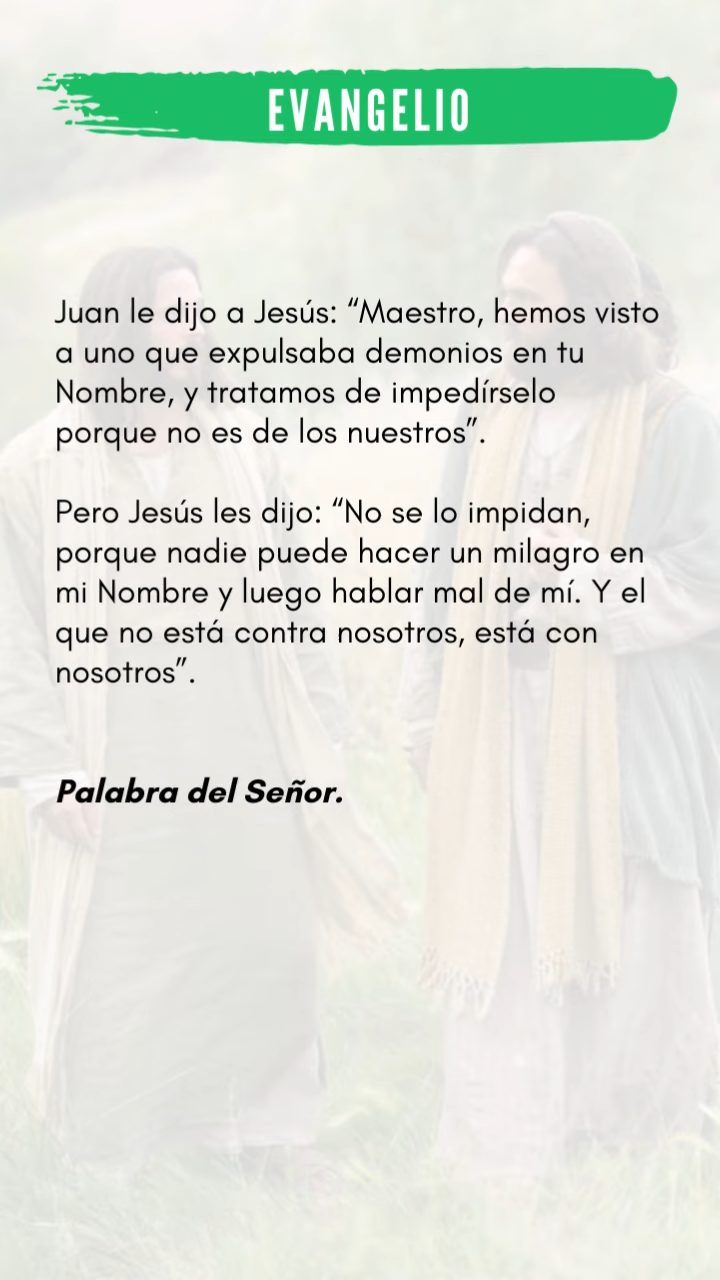 EVANGELIO
Juan le dijo a Jesús: “Maestro, hemos visto
a uno que expulsaba demonios en tu
Nombre, y tratamos de impedírselo
porque no es de los nuestros”.
Pero Jesús les dijo: “No se lo impidan,
porque nadie puede hacer un milagro en
mi Nombre y luego hablar mal de mí. Y el
que no está contra nosotros, está con
nosotros”.
Palabra del Señor.